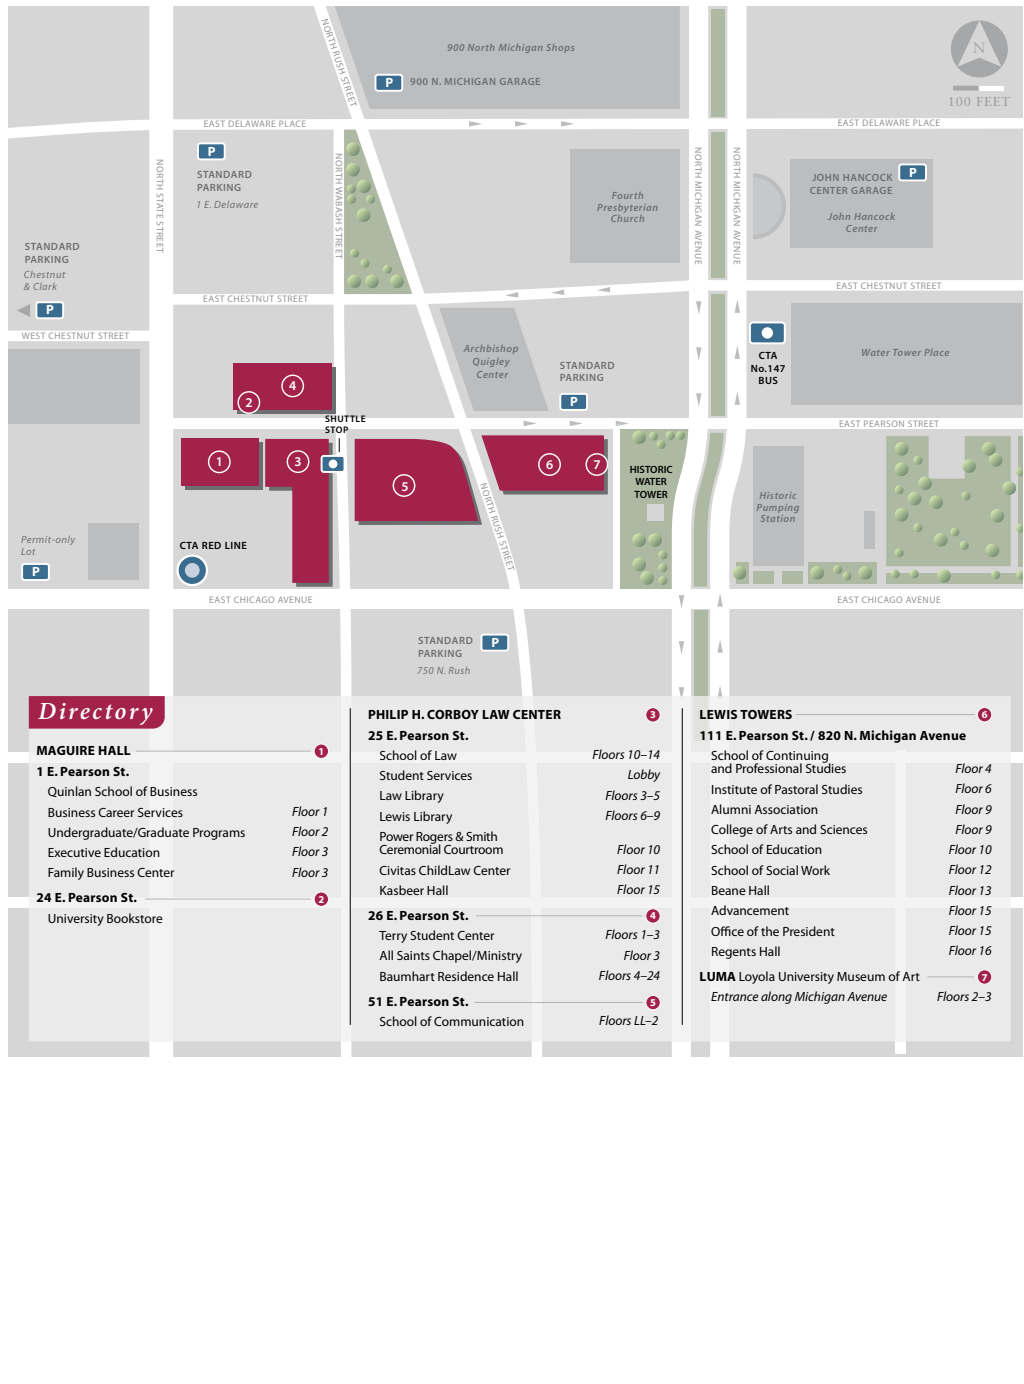 900 North Michigan Shops
P 900 N. MICHIGAN GARAGE
NORTH RUSH STREET
N
100 FEET
EAST DELAWARE PLACE
EAST DELAWARE PLACE
P
STANDARD
PARKING
1 E. Delaware
NORTH STATE STREET
NORTH WABASH STREET
NORTH MICHIGAN AVENUE
NORTH MICHIGAN AVENUE
Fourth
Presbyterian
Church
JOHN HANCOCK
CENTER GARAGE
P
John Hancock
Center
STANDARD
PARKING
Chestnut
& Clark
P
EAST CHESTNUT STREET
EAST CHESTNUT STREET
WEST CHESTNUT STREET
Archbishop
Quigley
Center
STANDARD
PARKING
P
CTA
No.147
BUS
Water Tower Place
4
2
SHUTTLE
STOP
EAST PEARSON STREET
1
3
5
6
7
NORTH RUSH STREET
HISTORIC
WATER
TOWER
Historic
Pumping
Station
Permit-only
Lot
P
CTA RED LINE
EAST CHICAGO AVENUE
EAST CHICAGO AVENUE
STANDARD
PARKING
P
750 N. Rush
Directory
MAGUIRE HALL 1
1 E. Pearson St.
Quinlan School of Business
Business Career Services Floor 1
Undergraduate/Graduate Programs Floor 2
Executive Education Floor 3
Family Business Center Floor 3
24 E. Pearson St. 2
University Bookstore
PHILIP H. CORBOY LAW CENTER 3
25 E. Pearson St.
School of Law Floors 10–14
Student Services Lobby
Law Library Floors 3–5
Lewis Library Floors 6–9
Power Rogers & Smith
Ceremonial Courtroom Floor 10
Civitas ChildLaw Center Floor 11
Kasbeer Hall Floor 15
26 E. Pearson St. 4
Terry Student Center Floors 1–3
All Saints Chapel/Ministry Floor 3
Baumhart Residence Hall Floors 4–24
51 E. Pearson St. 5
School of Communication Floors LL–2
LEWIS TOWERS 6
111 E. Pearson St. / 820 N. Michigan Avenue
School of Continuing
and Professional Studies Floor 4
Institute of Pastoral Studies Floor 6
Alumni Association Floor 9
College of Arts and Sciences Floor 9
School of Education Floor 10
School of Social Work Floor 12
Beane Hall Floor 13
Advancement Floor 15
Office of the President Floor 15
Regents Hall Floor 16
LUMA Loyola University Museum of Art 7
Entrance along Michigan Avenue Floors 2–3